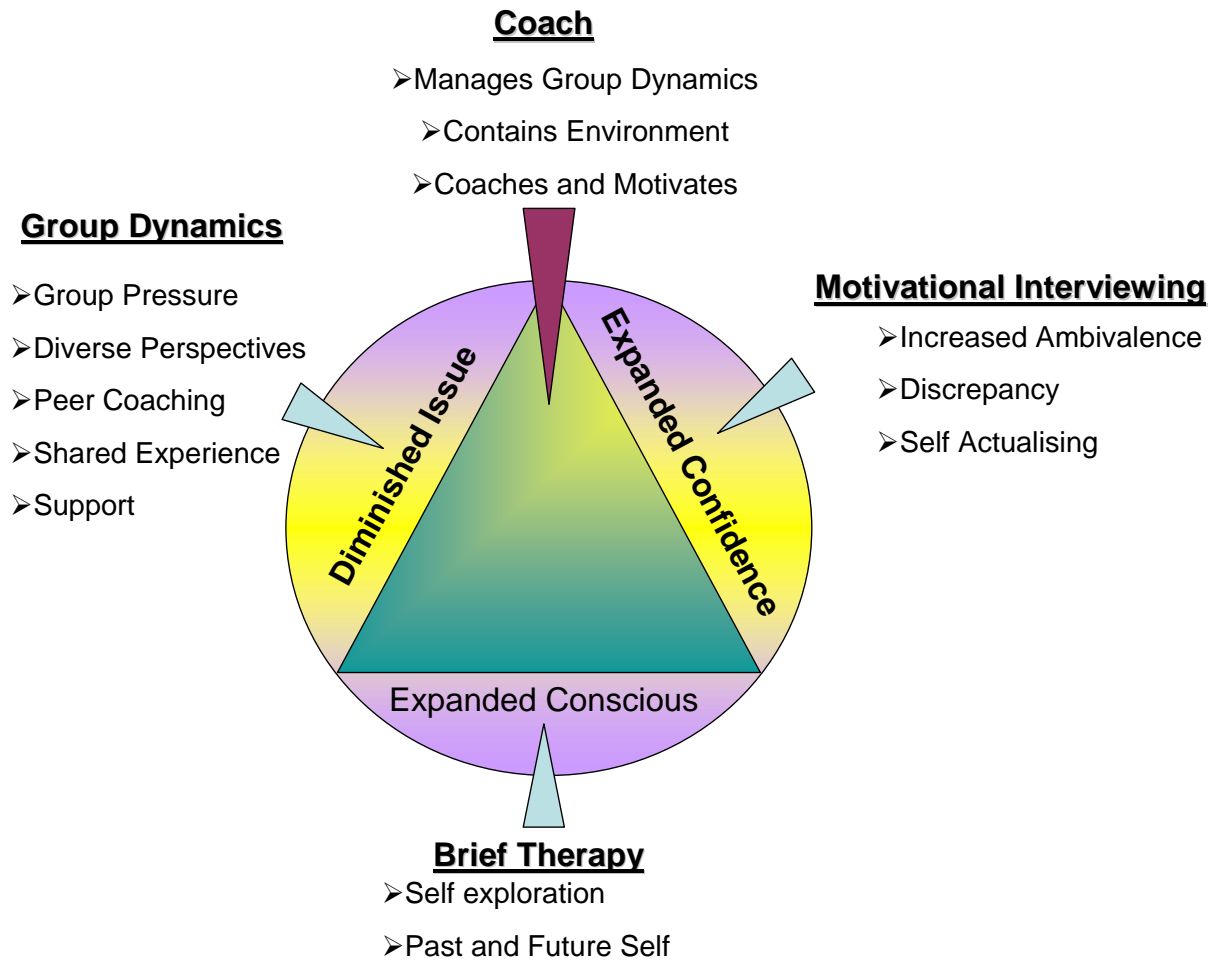 Coach
➢Manages Group Dynamics
➢Contains Environment
➢Coaches and Motivates
Group Dynamics
➢Group Pressure
➢Diverse Perspectives
➢Peer Coaching
➢Shared Experience
➢Support
Motivational Interviewing
➢Increased Ambivalence
➢Discrepancy
➢Self Actualising
Diminished Issue
Expanded Confidence
Expanded Conscious
Brief Therapy
➢Self exploration
➢Past and Future Self